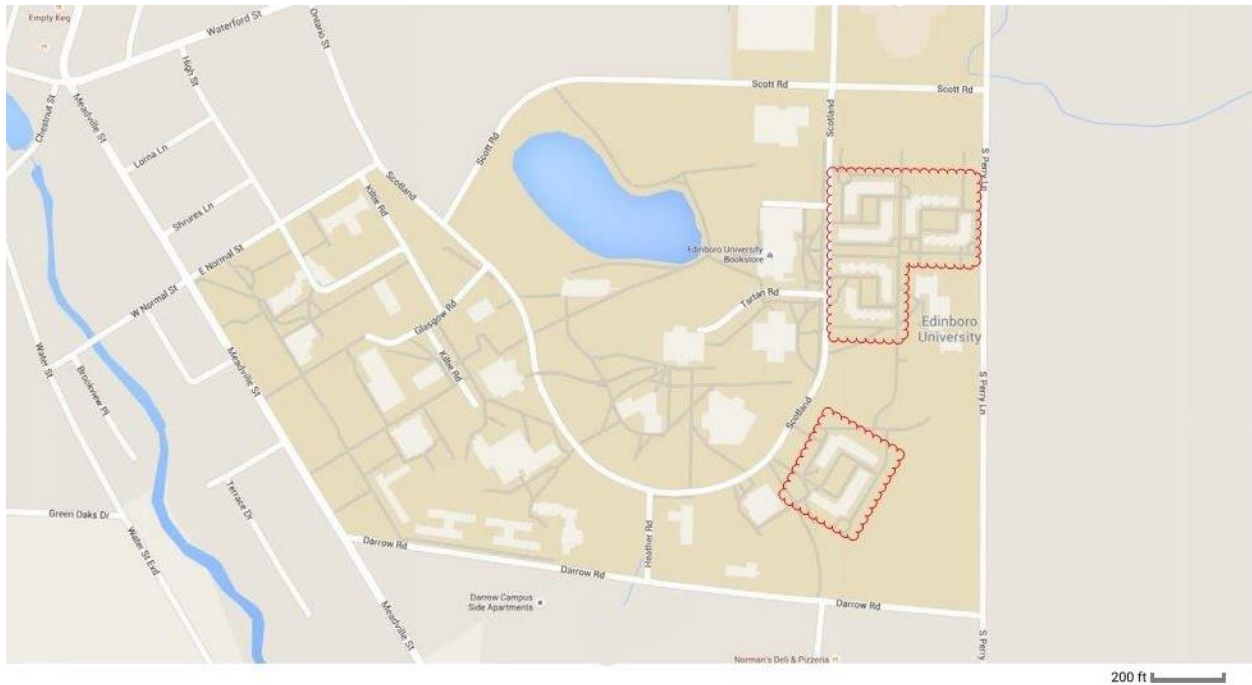 Empty Keg
Waterford St
Ontario St
High St
Chestnut St
Meadville St
Lorna Ln
Shrures Ln
E Normal St
W Normal St
Kiltie Rd
Scotland
Scott Rd
Scott Rd
Scott Rd
Scotland
S Perry Ln
Edinboro University
Bookstore
Tartan Rd
Edinboro
University
Glasgow Rd
Kiltie Rd
Water St
Brookview Pl
Meadville St
S Perry Ln
Scotland
Terrace Dr
Green Oaks Dr
Water St Exd
Darrow Rd
Heather Rd
Darrow Rd
Darrow Campus
Side Apartments
Darrow Rd
Meadville St
S Perry
Norman's Deli & Pizzeria
200 ft